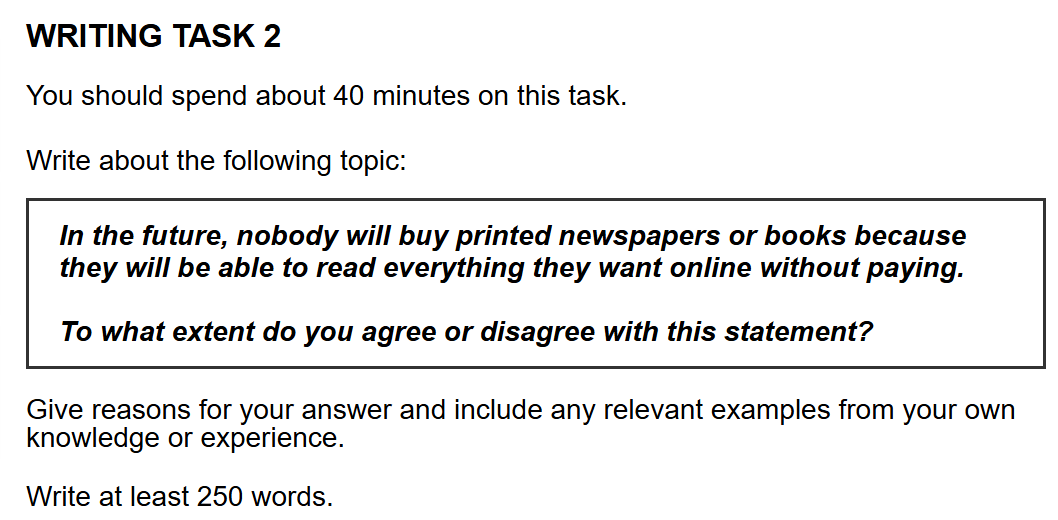 WRITING TASK 2
You should spend about 40 minutes on this task.
Write about the following topic:
In the future, nobody will buy printed newspapers or books because
they will be able to read everything they want online without paying.
To what extent do you agree or disagree with this statement?
Give reasons for your answer and include any relevant examples from your own
knowledge or experience.
Write at least 250 words.